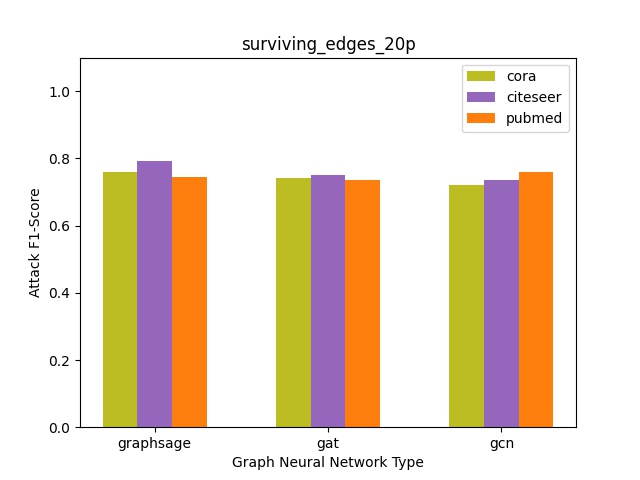 surviving_edges_20p
cora
citeseer
pubmed
1.0
0.8
0.6
0.4
0.2
0.0
Attack F1-Score
graphsage
gat
gcn
Graph Neural Network Type